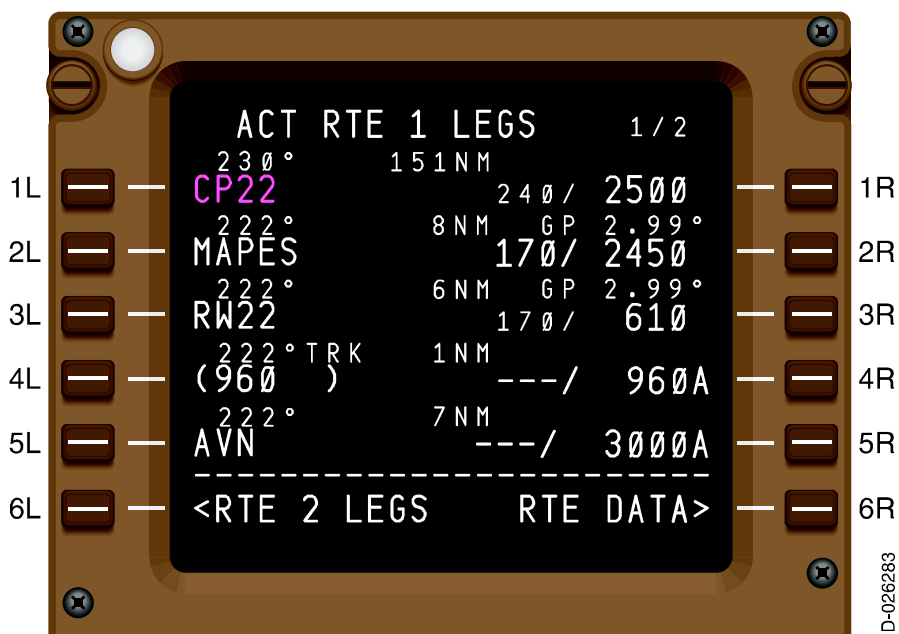 ACT RTE 1 LEGS 1/2
230° 151NM
1L CP22 240/ 2500 1R
222° 8NM GP 2.99°
2L MAPES 170/ 2450 2R
222° 6NM GP 2.99°
3L RW22 170/ 610 3R
222°TRK 1NM
4L (960 ) ---/ 960A 4R
222° 7NM
5L AVN ---/ 3000A 5R
------------------------
6L <RTE 2 LEGS RTE DATA> 6R
D-026283